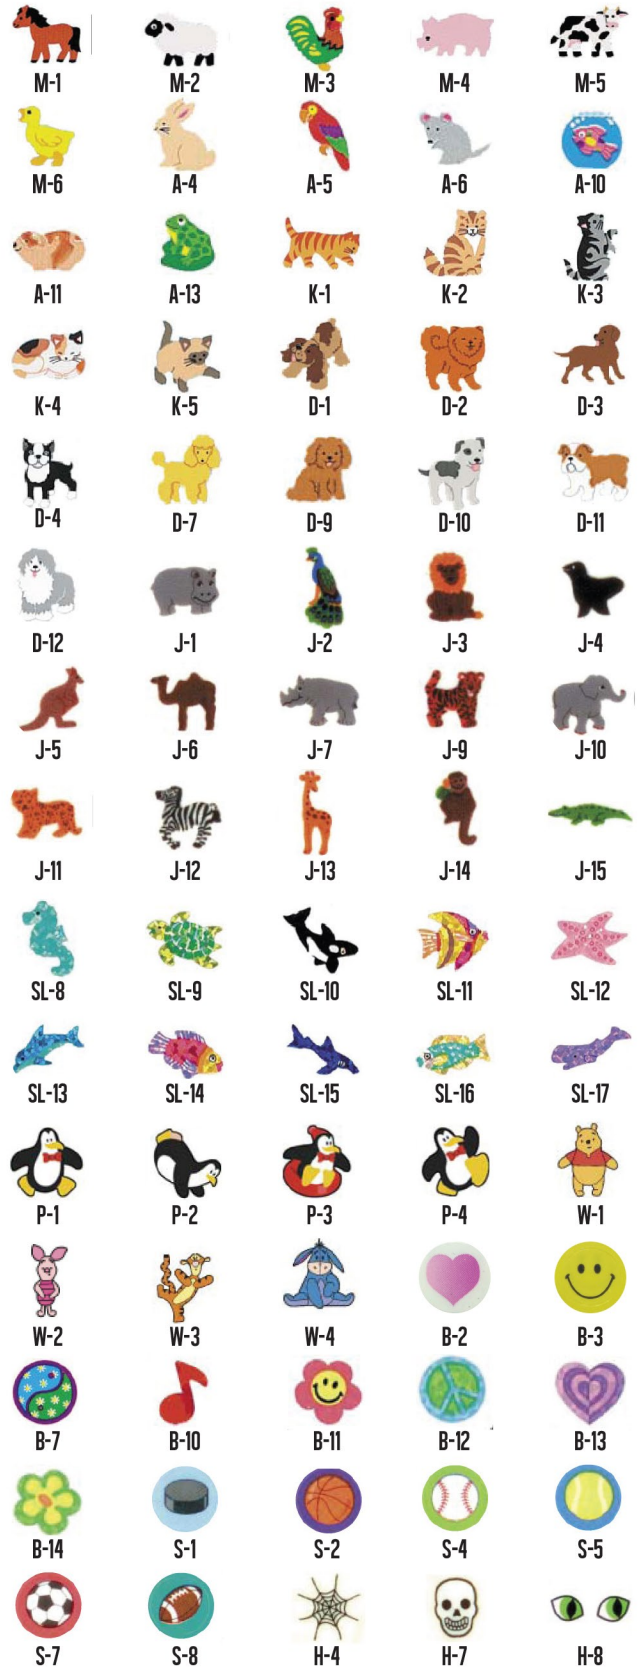 M-1 M-2 M-3 M-4 M-5
M-6 A-4 A-5 A-6 A-10
A-11 A-13 K-1 K-2 K-3
K-4 K-5 D-1 D-2 D-3
D-4 D-7 D-9 D-10 D-11
D-12 J-1 J-2 J-3 J-4
J-5 J-6 J-7 J-9 J-10
J-11 J-12 J-13 J-14 J-15
SL-8 SL-9 SL-10 SL-11 SL-12
SL-13 SL-14 SL-15 SL-16 SL-17
P-1 P-2 P-3 P-4 W-1
W-2 W-3 W-4 B-2 B-3
B-7 B-10 B-11 B-12 B-13
B-14 S-1 S-2 S-4 S-5
S-7 S-8 H-4 H-7 H-8